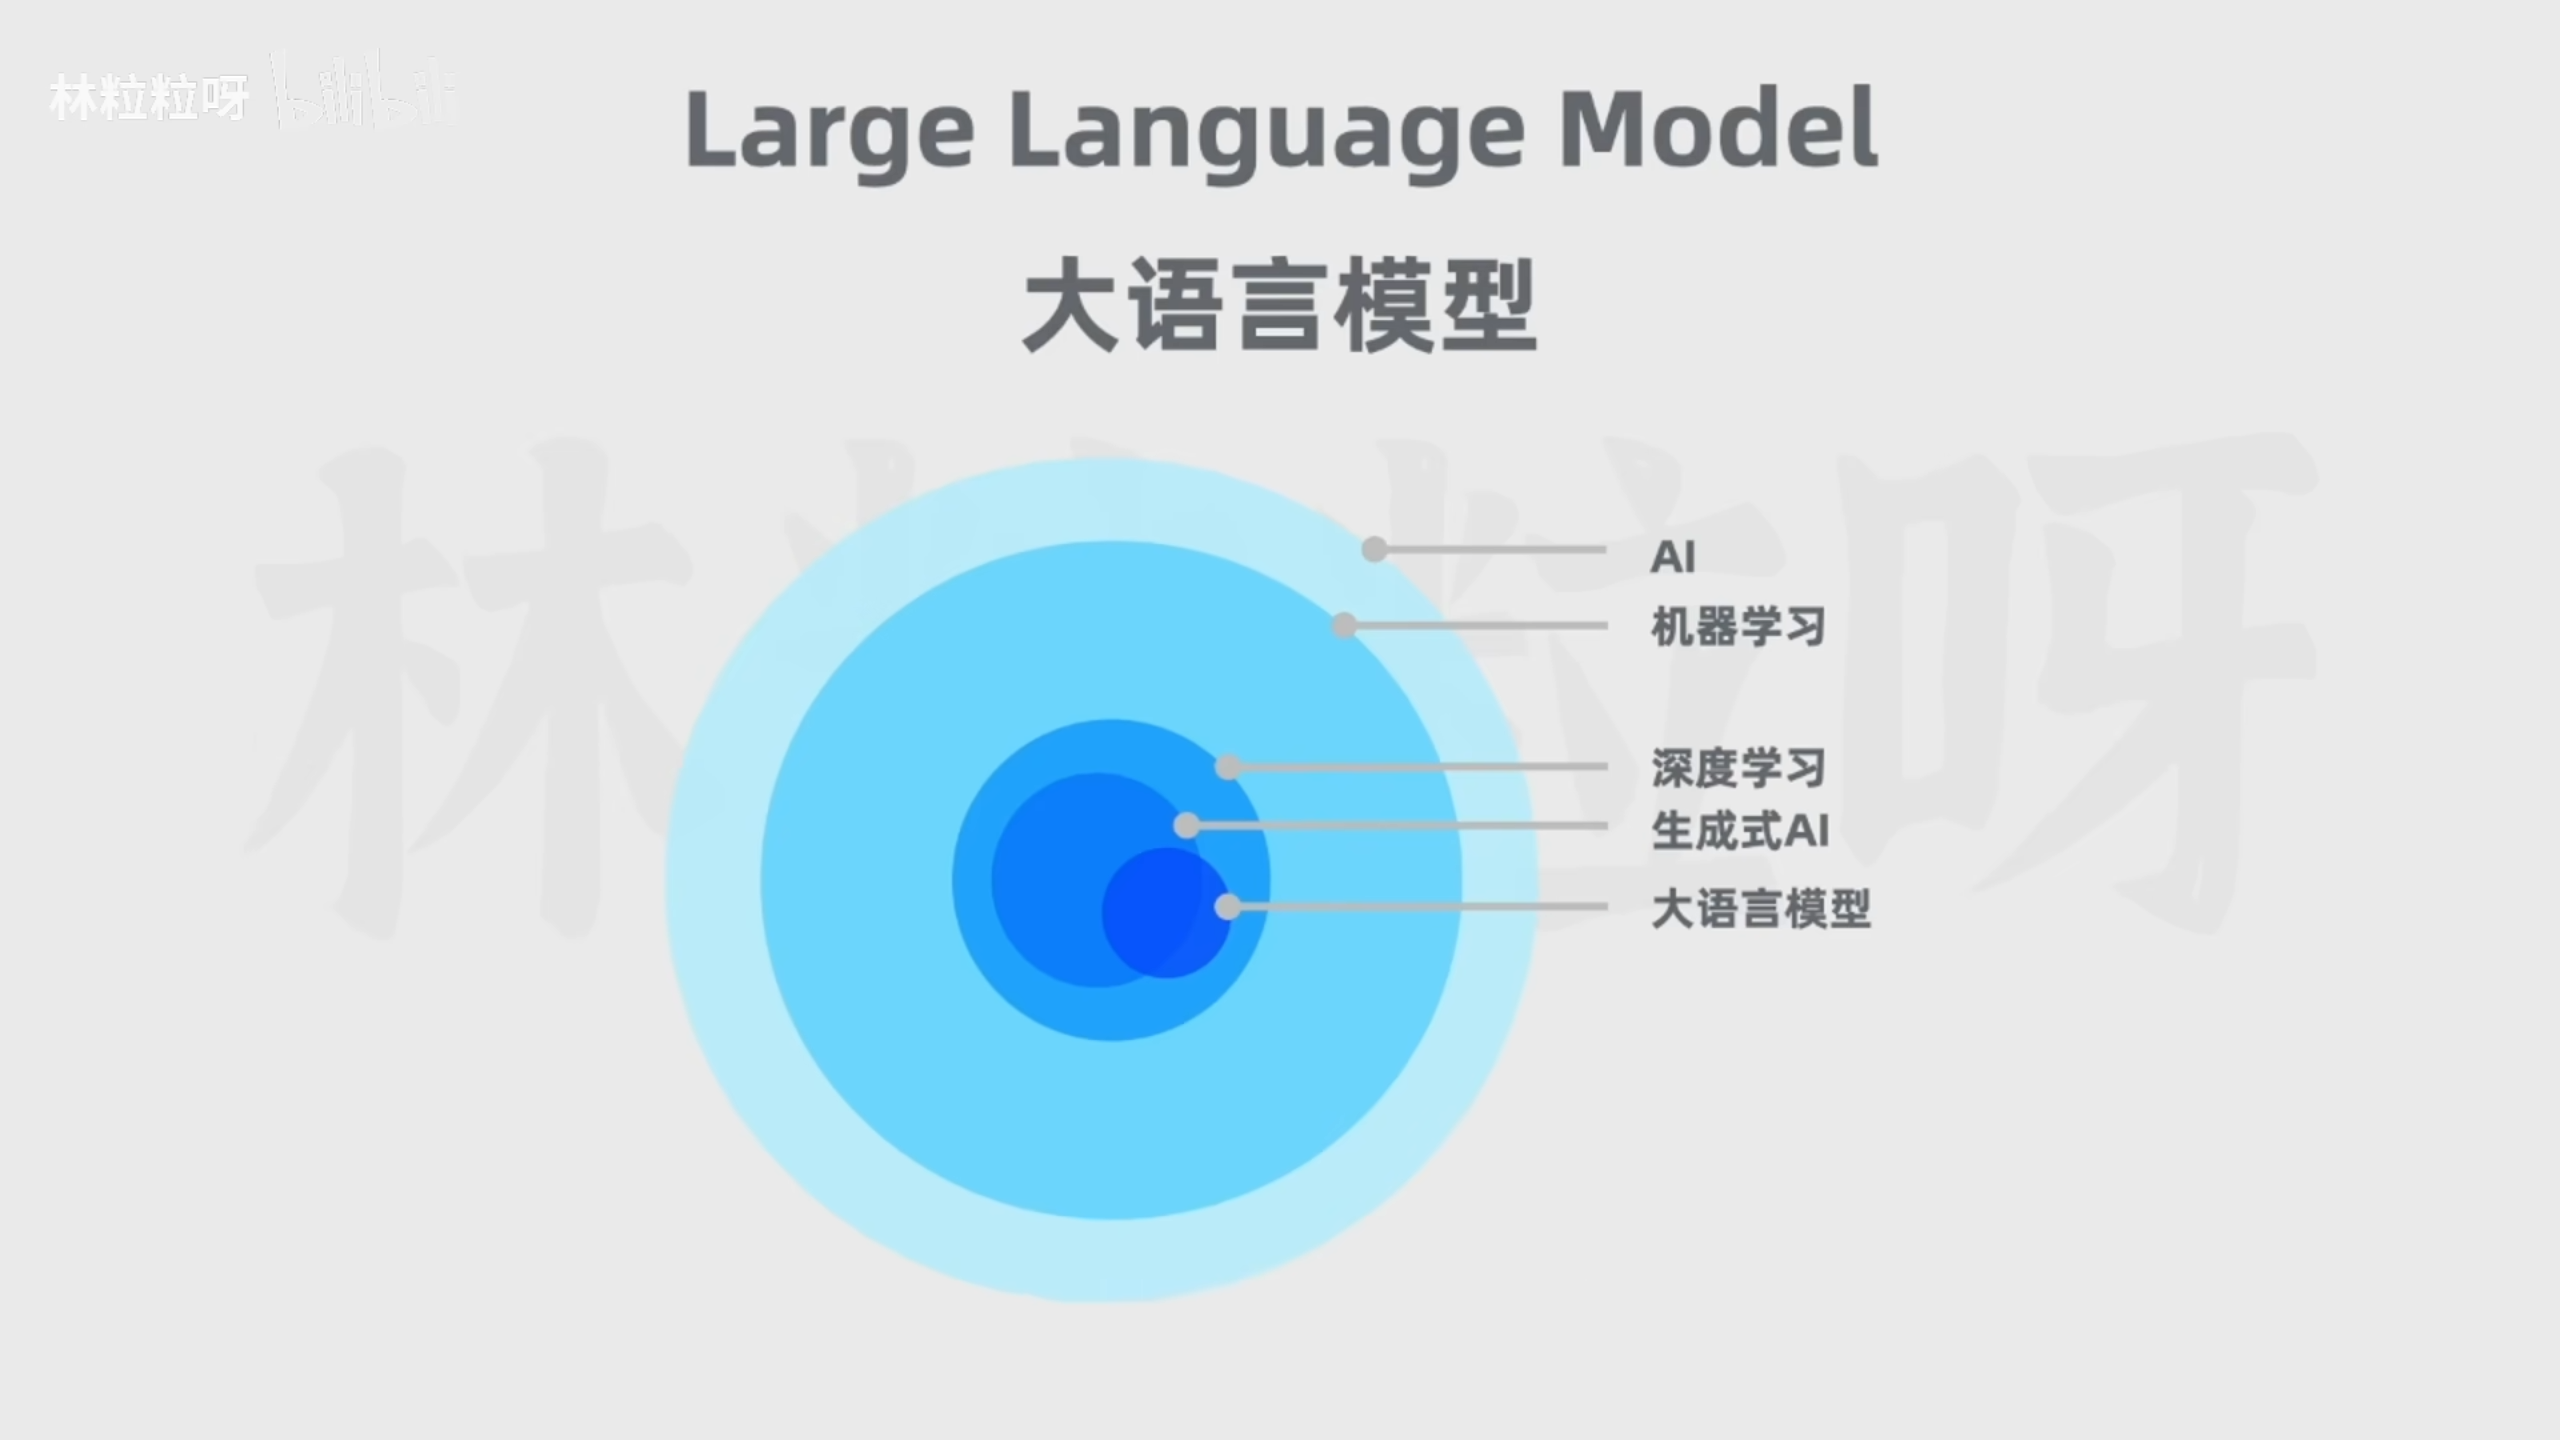 林粒粒呀 bilibili
Large Language Model
大语言模型
林粒粒呀
AI
机器学习
深度学习
生成式AI
大语言模型